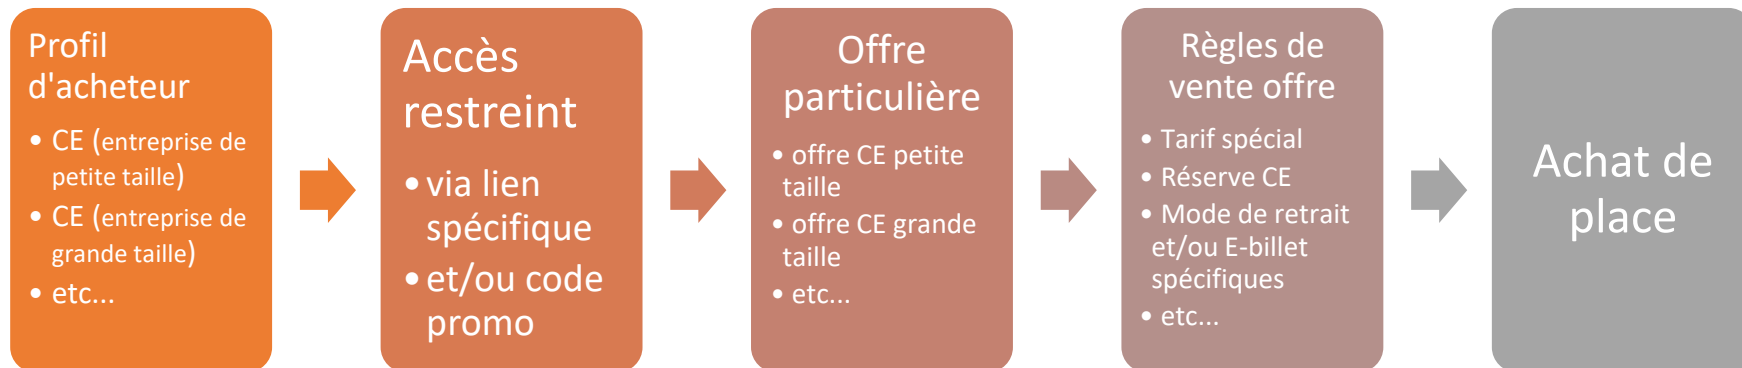 Profil
d'acheteur
• CE (entreprise de
petite taille)
• CE (entreprise de
grande taille)
• etc...
Accès
restreint
• via lien
spécifique
• et/ou code
promo
Offre
particulière
• offre CE petite
taille
• offre CE grande
taille
• etc...
Règles de
vente offre
• Tarif spécial
• Réserve CE
• Mode de retrait
et/ou E-billet
spécifiques
• etc...
Achat de
place